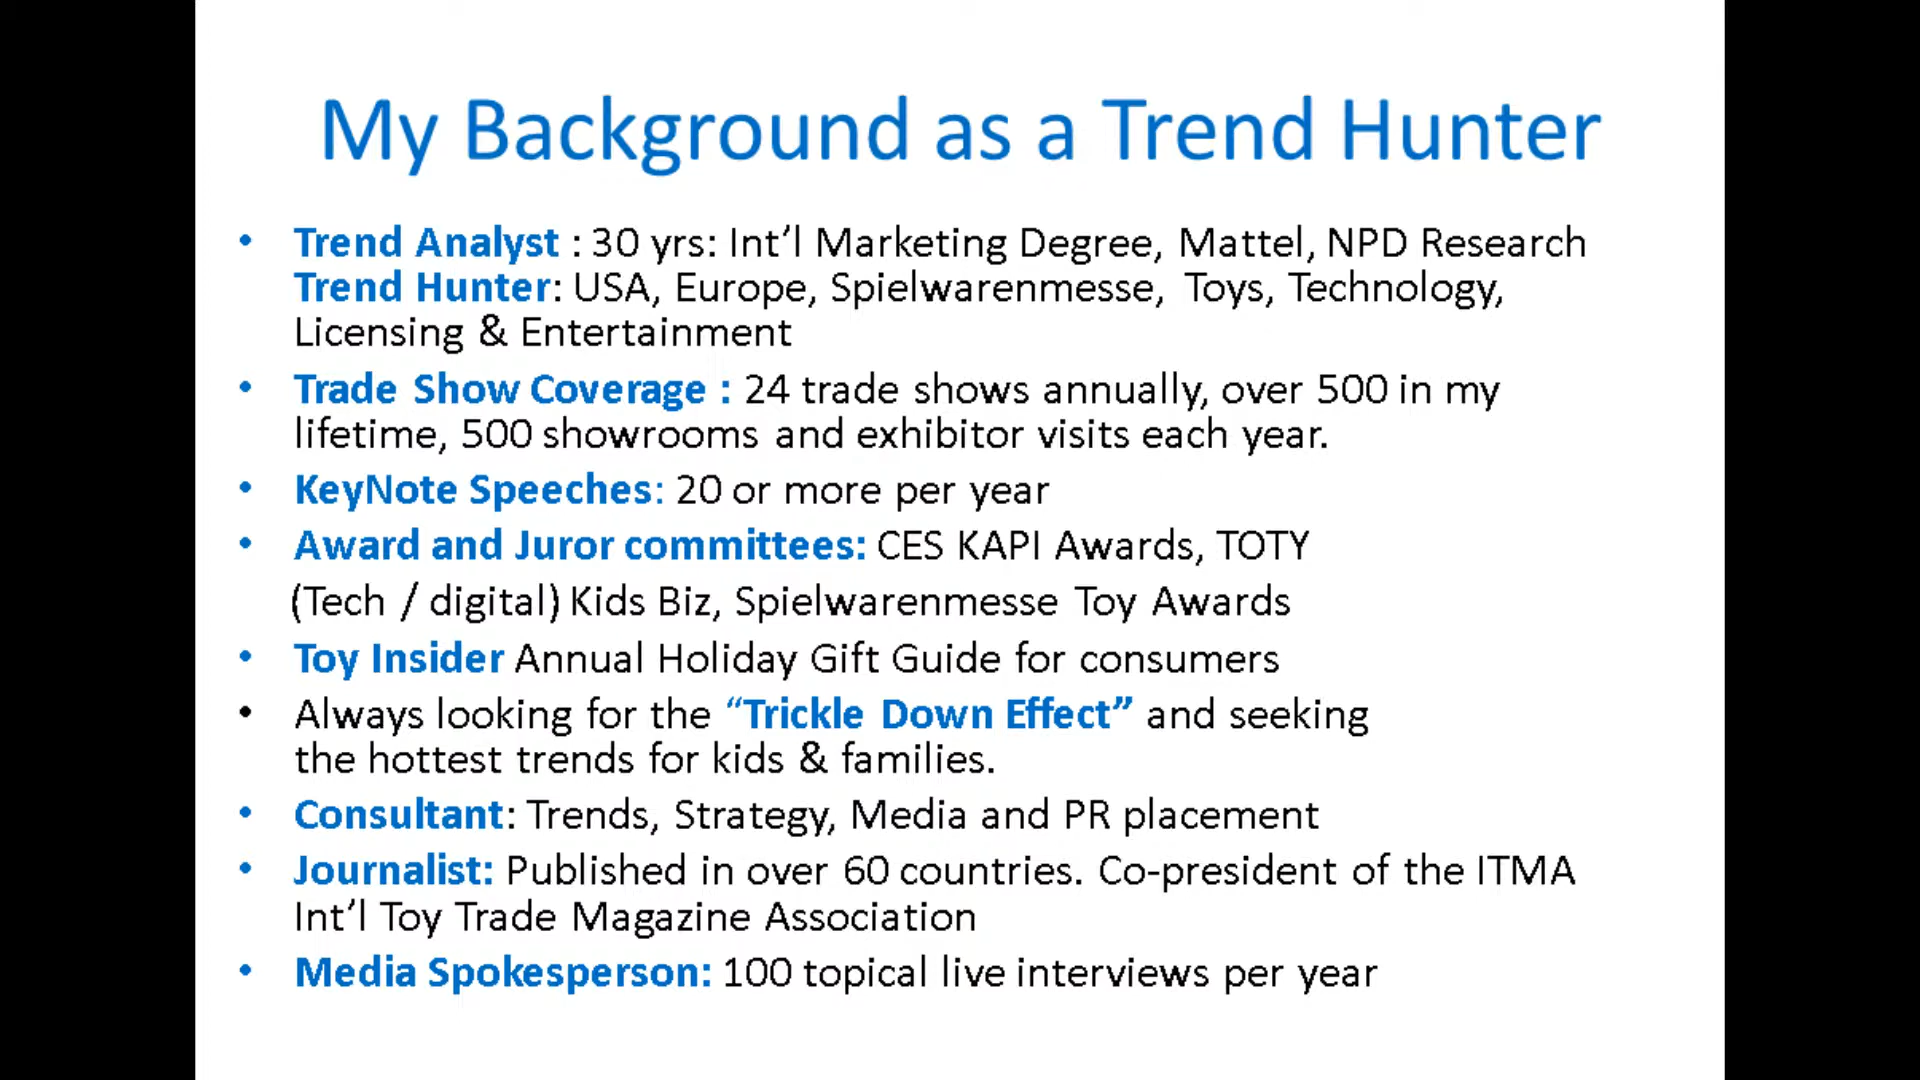 My Background as a Trend Hunter
• Trend Analyst : 30 yrs: Int’l Marketing Degree, Mattel, NPD Research
Trend Hunter: USA, Europe, Spielwarenmesse, Toys, Technology,
Licensing & Entertainment
• Trade Show Coverage : 24 trade shows annually, over 500 in my
lifetime, 500 showrooms and exhibitor visits each year.
• KeyNote Speeches: 20 or more per year
• Award and Juror committees: CES KAPI Awards, TOTY
(Tech / digital) Kids Biz, Spielwarenmesse Toy Awards
• Toy Insider Annual Holiday Gift Guide for consumers
• Always looking for the “Trickle Down Effect” and seeking
the hottest trends for kids & families.
• Consultant: Trends, Strategy, Media and PR placement
• Journalist: Published in over 60 countries. Co-president of the ITMA
Int’l Toy Trade Magazine Association
• Media Spokesperson: 100 topical live interviews per year